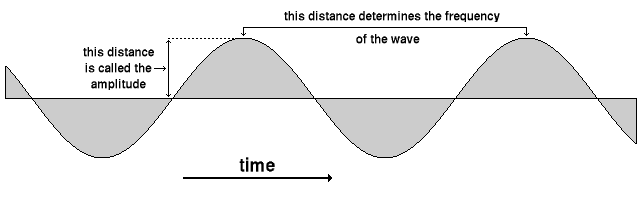 this distance determines the frequency
of the wave
this distance
is called the
amplitude
time